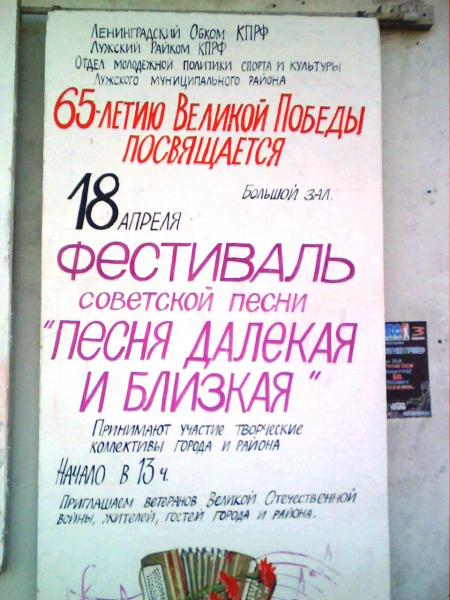 Ленинградский Обком КПРФ
Лужский Райком КПРФ
Отдел молодежной политики спорта и культуры
Лужского муниципального района
65-летию Великой Победы
посвящается
Большой зал.
18 апреля
Фестиваль
советской песни
"Песня далекая
и близкая"
Принимают участие творческие
коллективы города и района
Начало в 13 ч.
Приглашаем ветеранов Великой Отечественной
войны, жителей, гостей города и района.
3